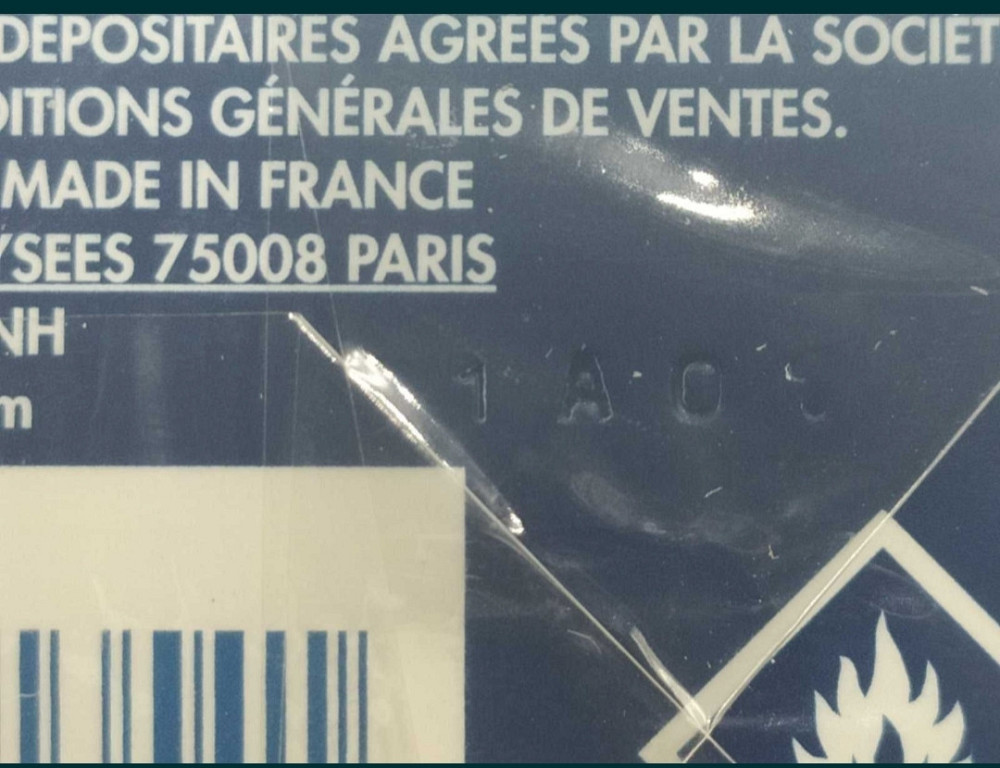 DEPOSITAIRES AGREES PAR LA SOCIET
DITIONS GÉNÉRALES DE VENTES.
MADE IN FRANCE
YSEES 75008 PARIS
NH
m
1A0